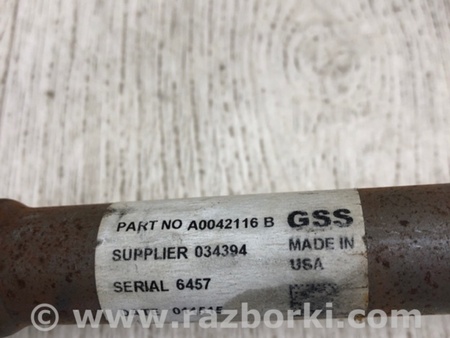 PART NO A0042116 B GSS
SUPPLIER 034394 MADE IN
USA
SERIAL 6457
© www.razborki.com